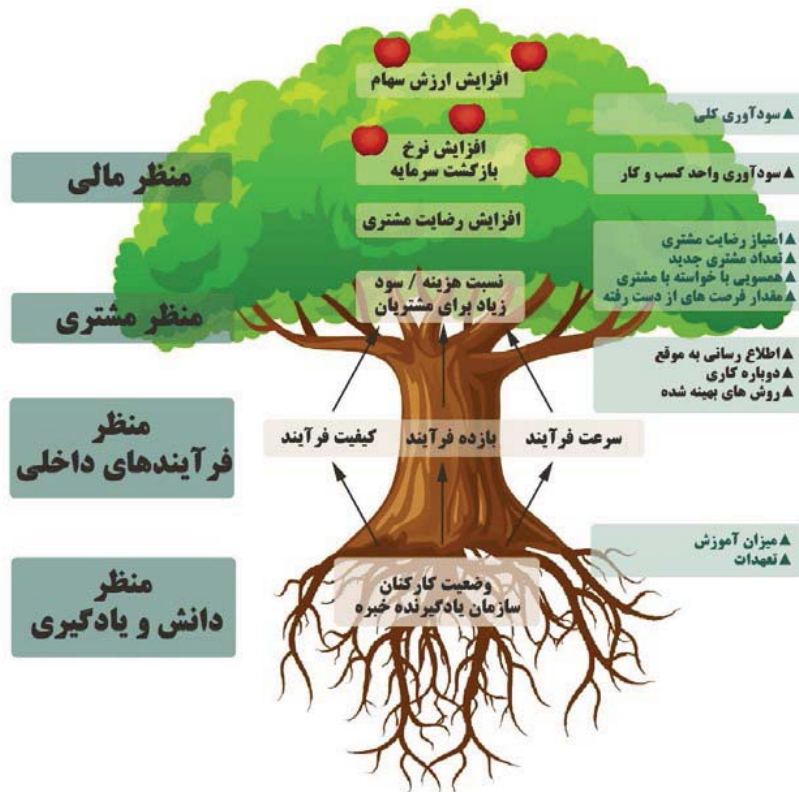 افزایش ارزش سهام
▲سودآوری کلی
منظر مالی
افزایش نرخ
بازگشت سرمایه
▲سودآوری واحد کسب و کار
افزایش رضایت مشتری
▲امتیاز رضایت مشتری
▲تعداد مشتری جدید
▲همسویی با خواسته با مشتری
▲مقدار فرصت های از دست رفته
منظر مشتری
نسبت هزینه / سود
زیاد برای مشتریان
▲اطلاع رسانی به موقع
▲دوباره کاری
▲روش های بهینه شده
منظر
فرآیندهای داخلی
سرعت فرآیند
بازده فرآیند
کیفیت فرآیند
▲میزان آموزش
▲تعهدات
منظر
دانش و یادگیری
وضعیت کارکنان
سازمان یادگیرنده خبره